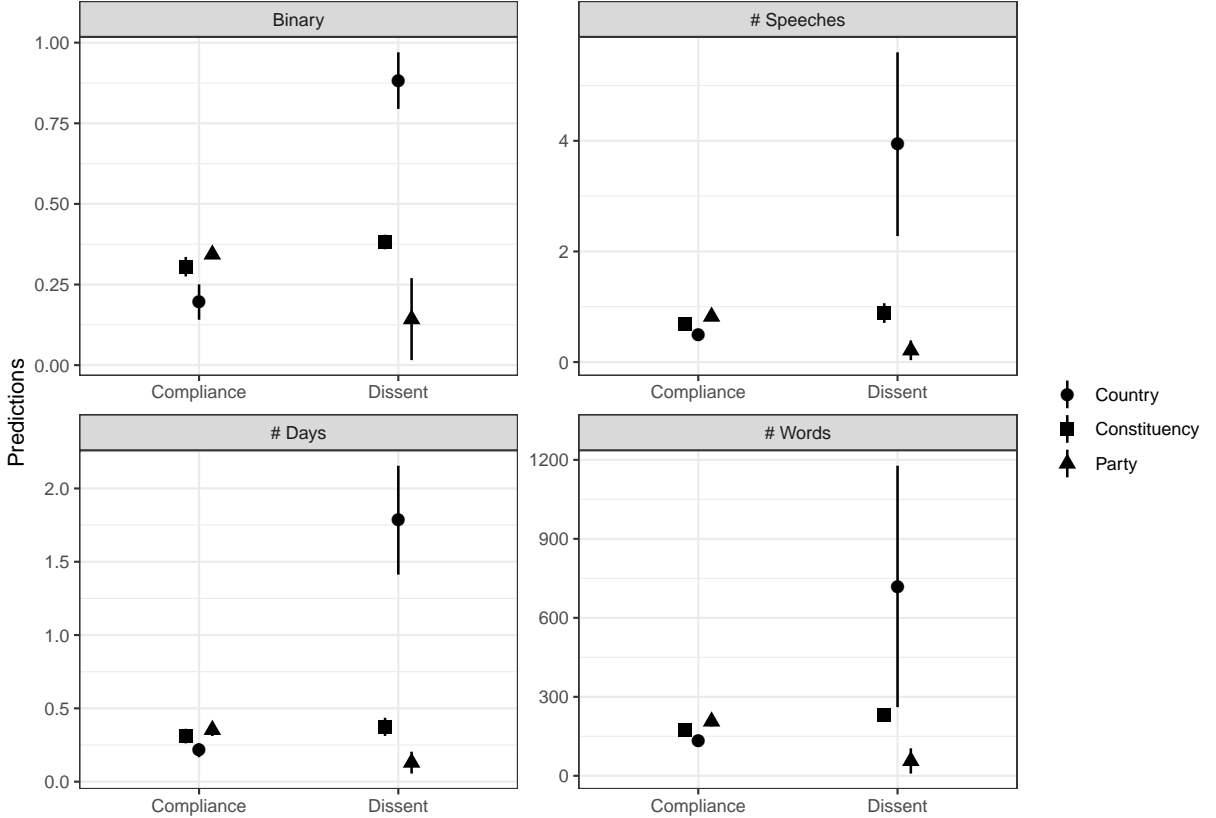 Binary
# Speeches
1.00
0.75
0.50
0.25
0.00
4
2
0
Compliance
Dissent
Compliance
Dissent
Predictions
# Days
# Words
2.0
1.5
1.0
0.5
0.0
1200
900
600
300
0
Compliance
Dissent
Compliance
Dissent
Country
Constituency
Party